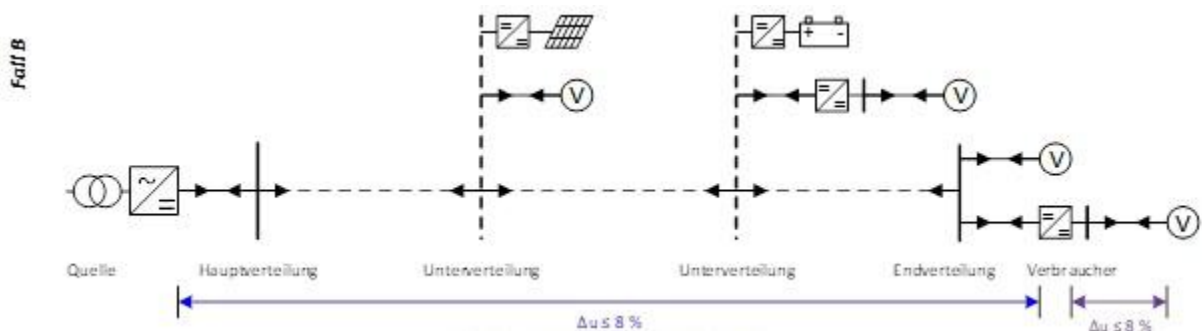 Fall B
V
V
V
V
V
Quelle Hauptverteilung Unterverteilung Unterverteilung Endverteilung Verbraucher
Δu ≤ 8 % Δu ≤ 8 %